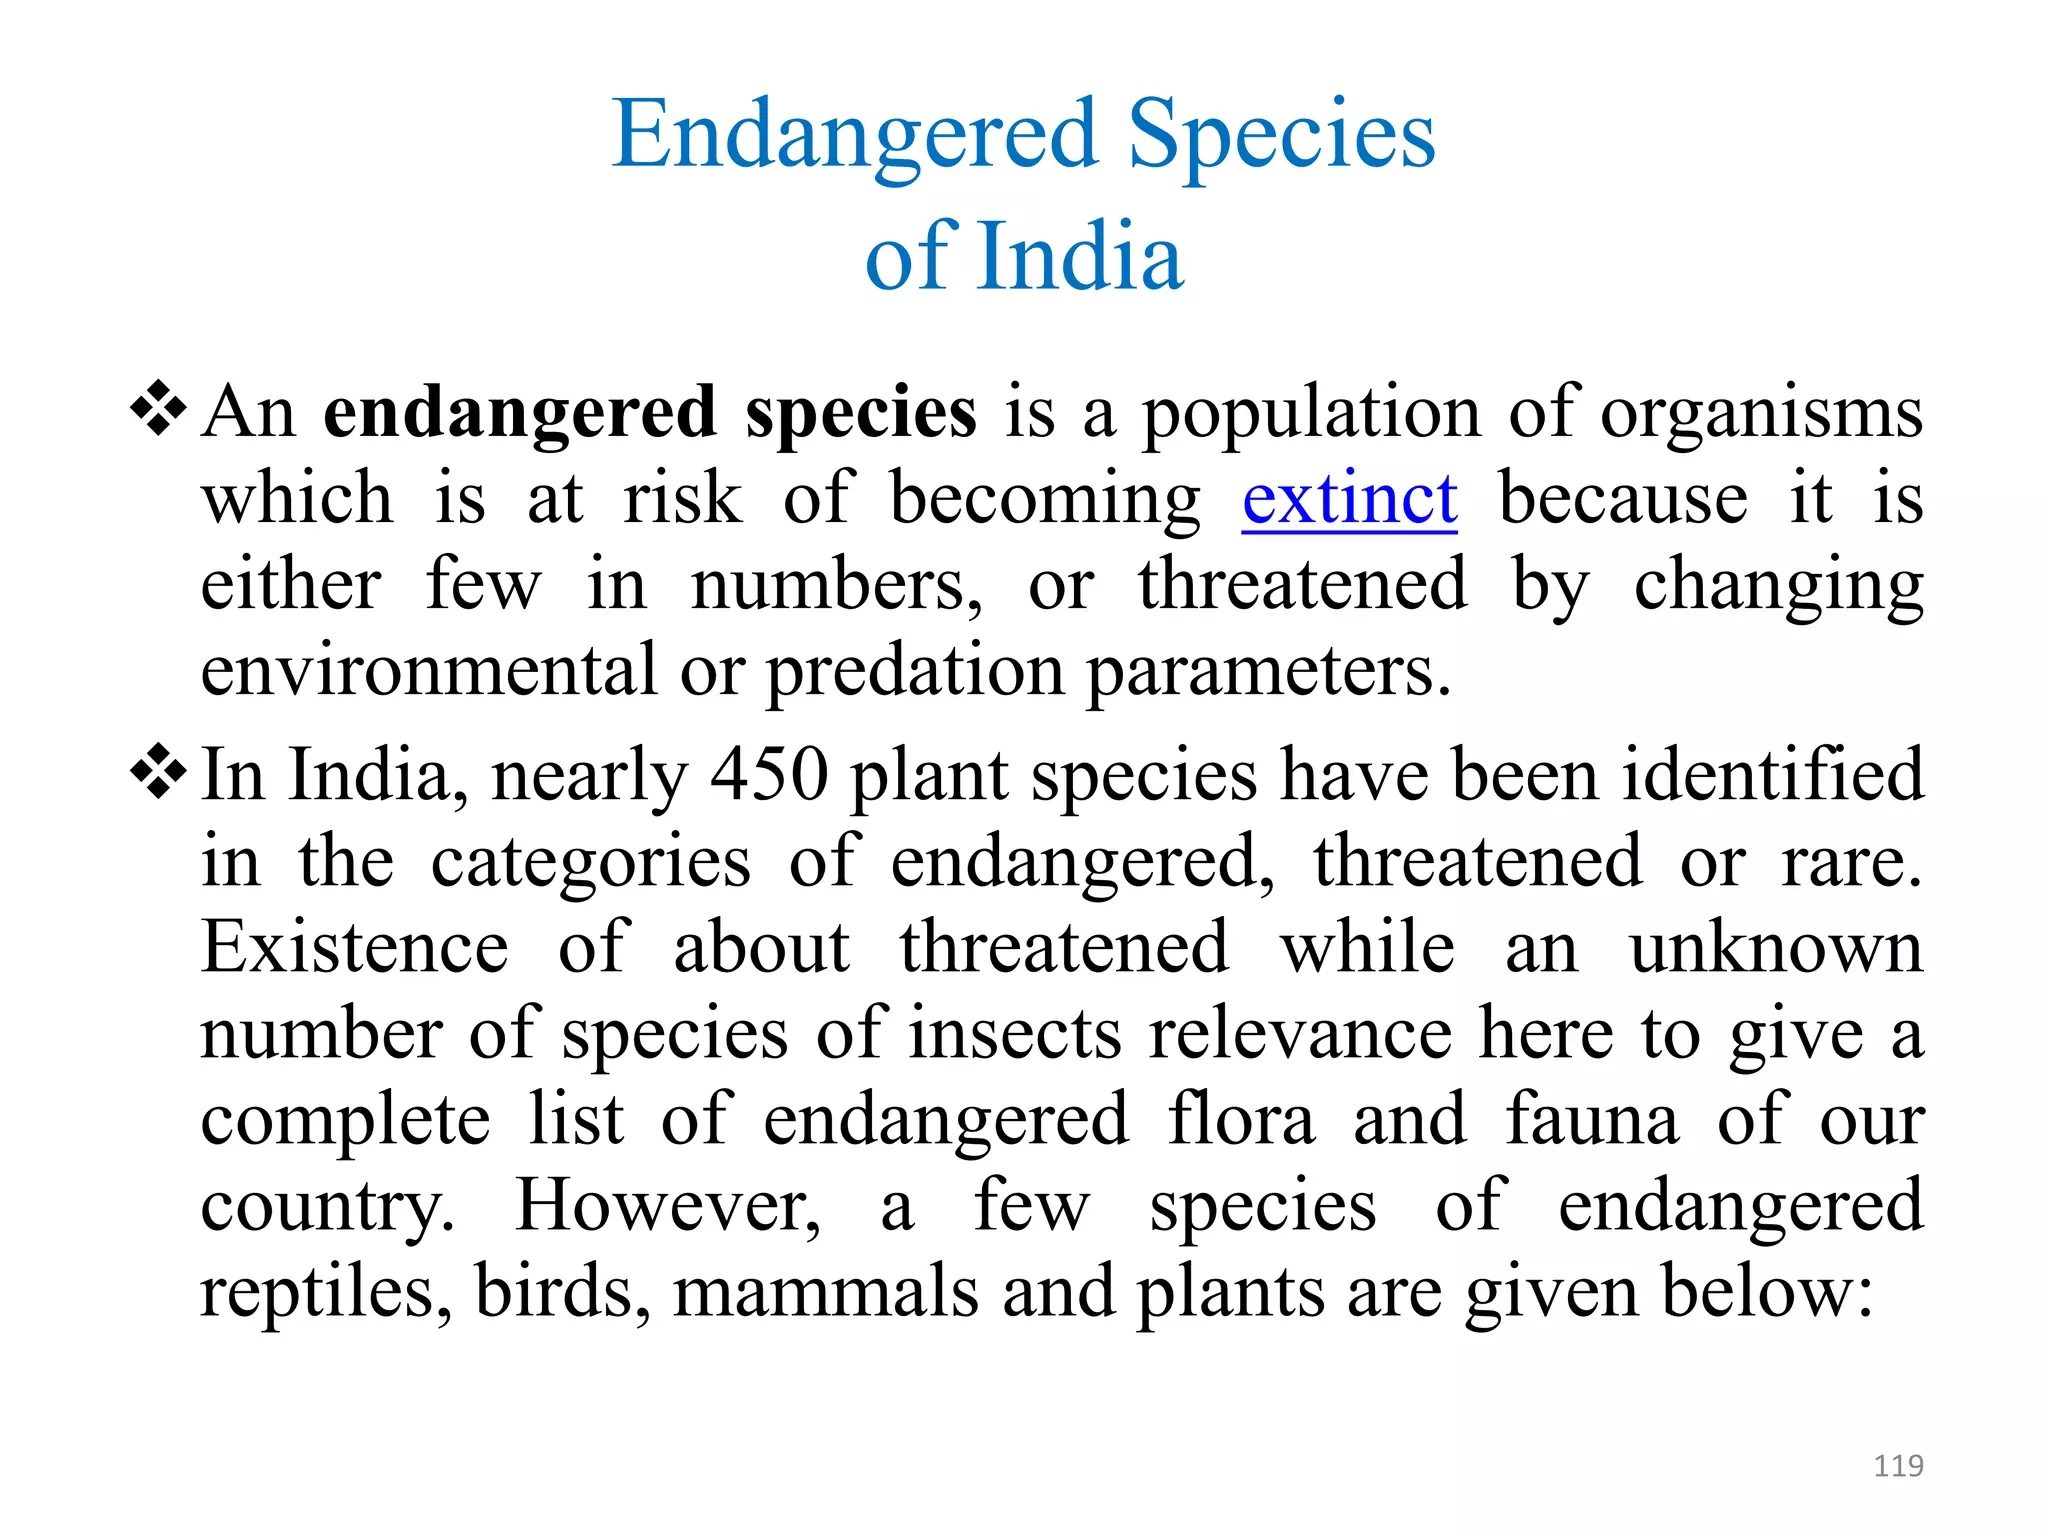 Endangered Species
of India
❖An endangered species is a population of organisms
which is at risk of becoming extinct because it is
either few in numbers, or threatened by changing
environmental or predation parameters.
❖In India, nearly 450 plant species have been identified
in the categories of endangered, threatened or rare.
Existence of about threatened while an unknown
number of species of insects relevance here to give a
complete list of endangered flora and fauna of our
country. However, a few species of endangered
reptiles, birds, mammals and plants are given below:
119